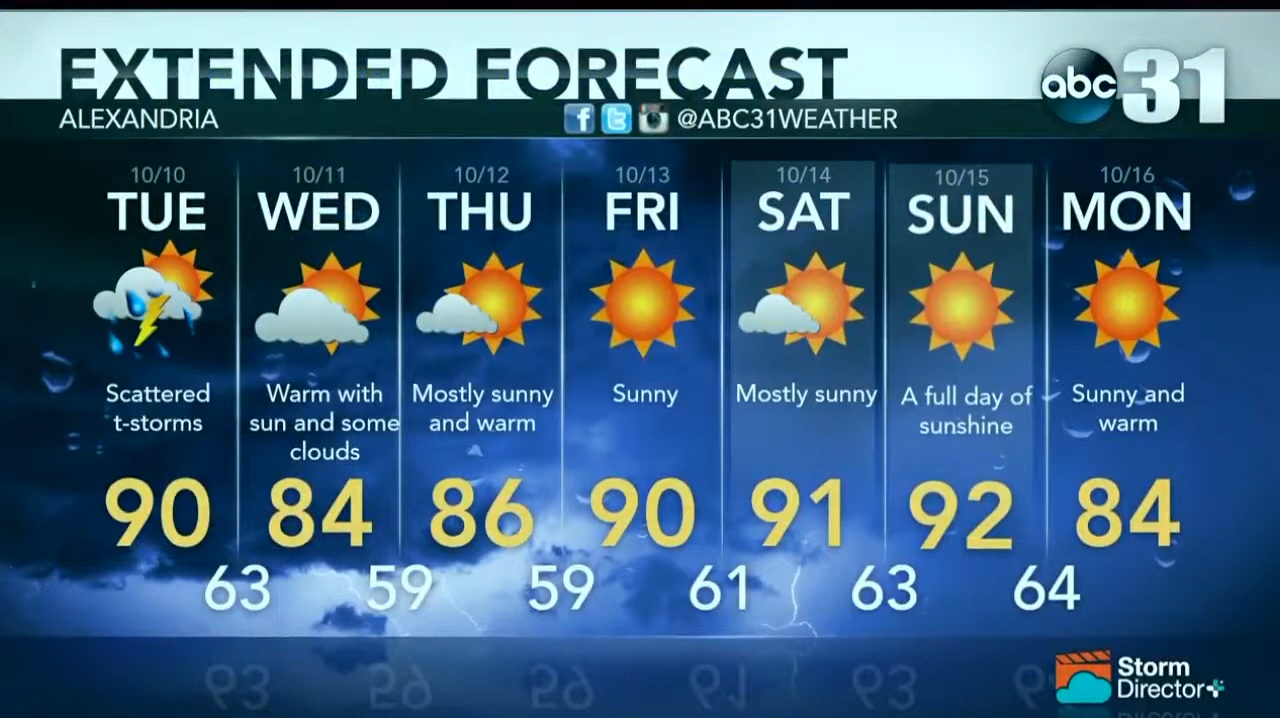 EXTENDED FORECAST
abc 31
ALEXANDRIA
@ABC31WEATHER
10/10
TUE
Scattered
t-storms
90
10/11
WED
Warm with
sun and some
clouds
84
10/12
THU
Mostly sunny
and warm
86
10/13
FRI
Sunny
90
10/14
SAT
Mostly sunny
91
10/15
SUN
A full day of
sunshine
92
10/16
MON
Sunny and
warm
84
63 59 59 61 63 64
Storm
Director+